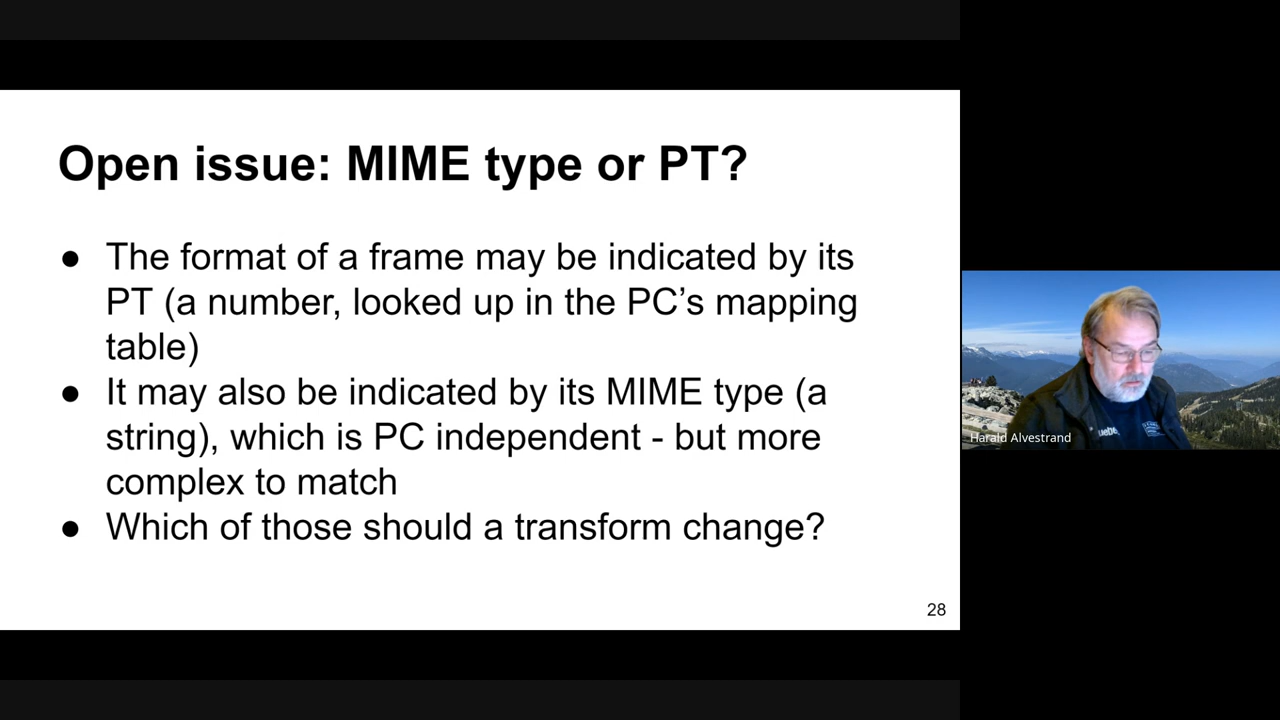 Open issue: MIME type or PT?
● The format of a frame may be indicated by its
PT (a number, looked up in the PC’s mapping
table)
● It may also be indicated by its MIME type (a
string), which is PC independent - but more
complex to match
● Which of those should a transform change?
28
Harald Alvestrand